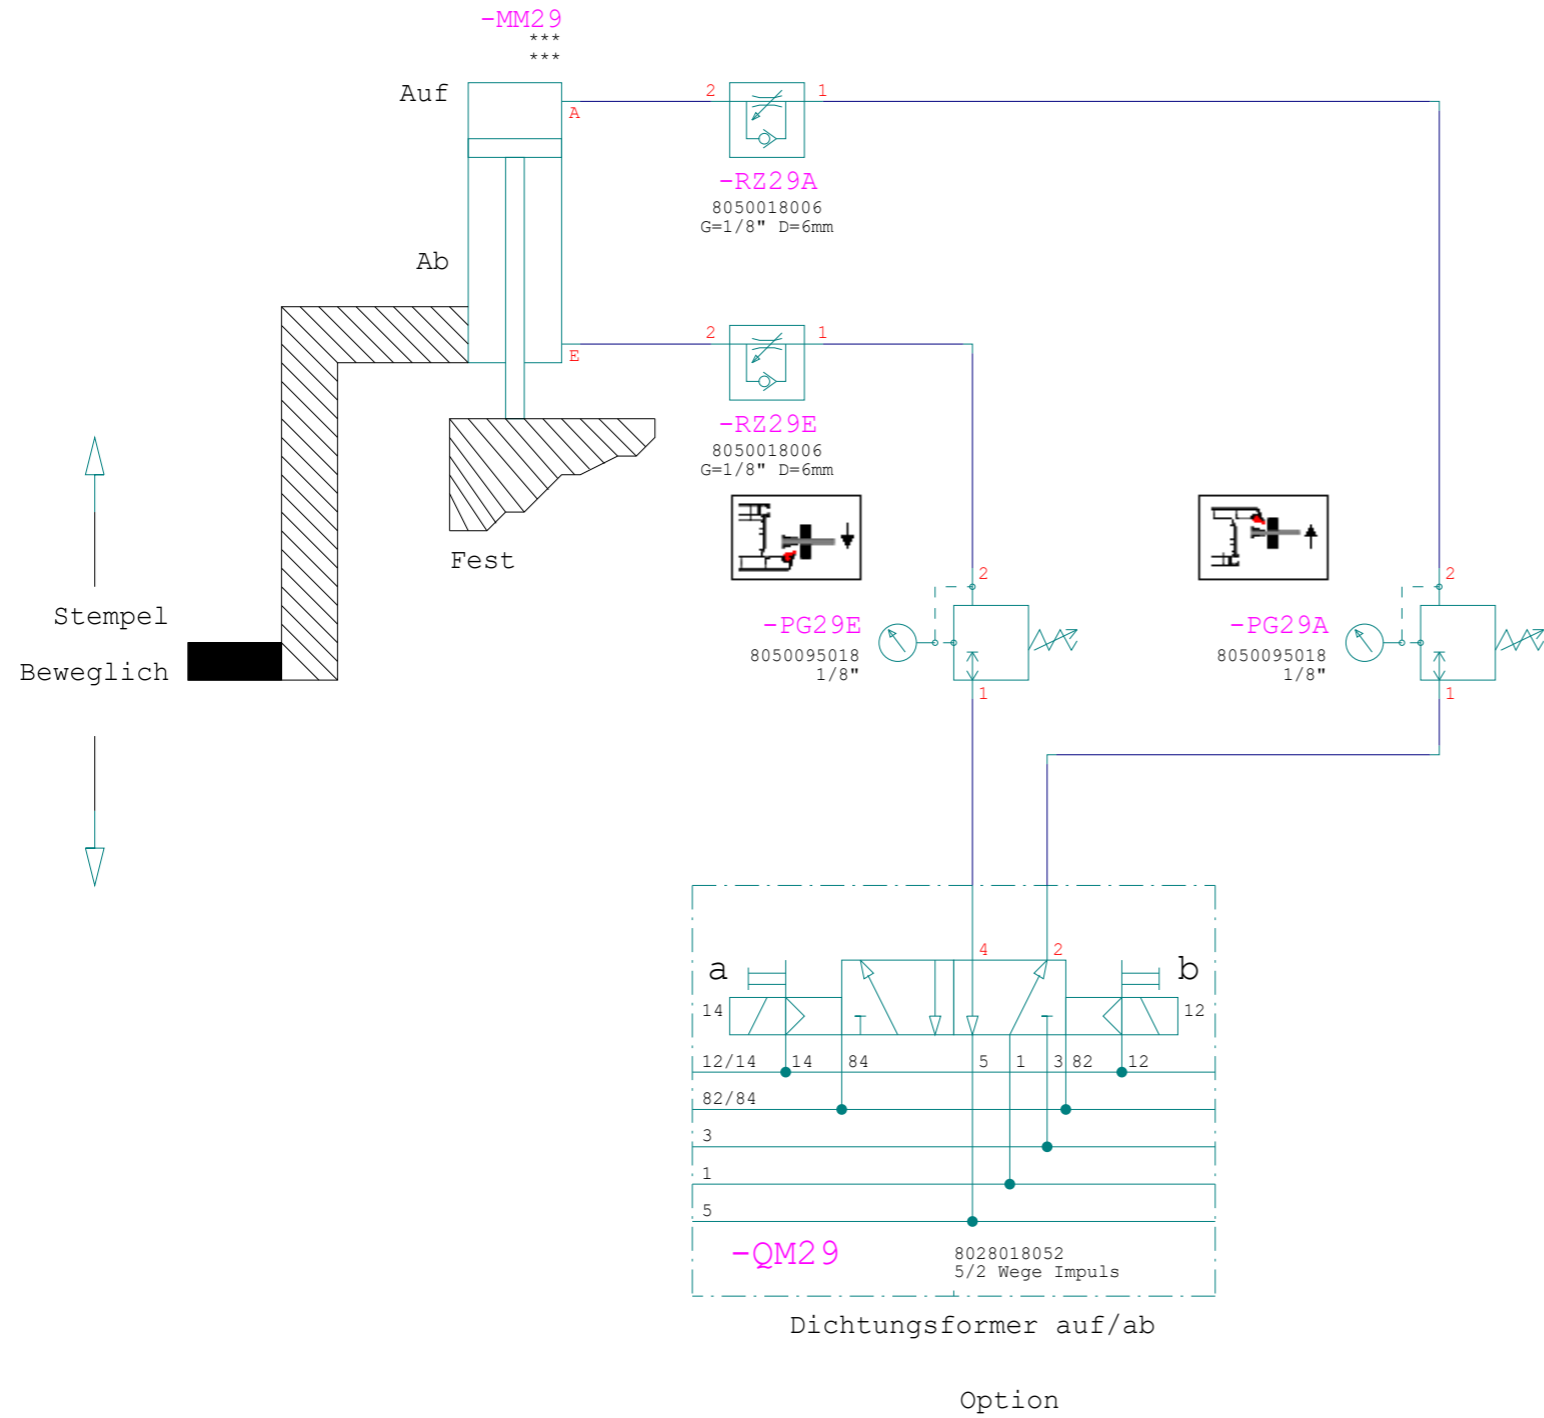 -MM29
***
***
Auf
A
2
1
-RZ29A
8050018006
G=1/8" D=6mm
Ab
E
2
1
-RZ29E
8050018006
G=1/8" D=6mm
Fest
Stempel
Beweglich
2
-PG29E
8050095018
1/8"
1
2
-PG29A
8050095018
1/8"
1
4
2
a
b
14
12
12/14
14
84
5
1
3
82
12
82/84
3
1
5
-QM29
8028018052
5/2 Wege Impuls
Dichtungsformer auf/ab
Option